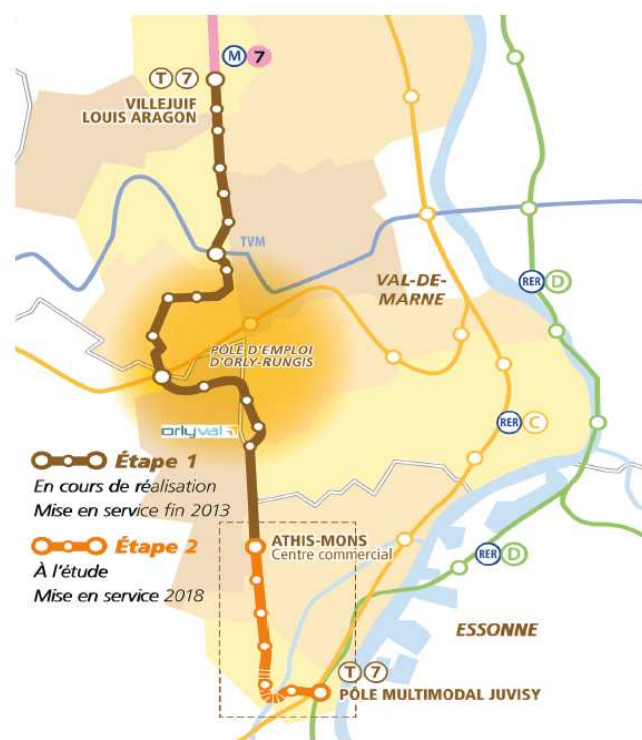 M 7
T 7
VILLEJUIF
LOUIS ARAGON
TVM
VAL-DE-
MARNE
RER D
PÔLE D'EMPLOI
D'ORLY-RUNGIS
orlyval
RER C
Étape 1
En cours de réalisation
Mise en service fin 2013
Étape 2
À l'étude
Mise en service 2018
ATHIS-MONS
Centre commercial
RER D
ESSONNE
T 7
PÔLE MULTIMODAL JUVISY